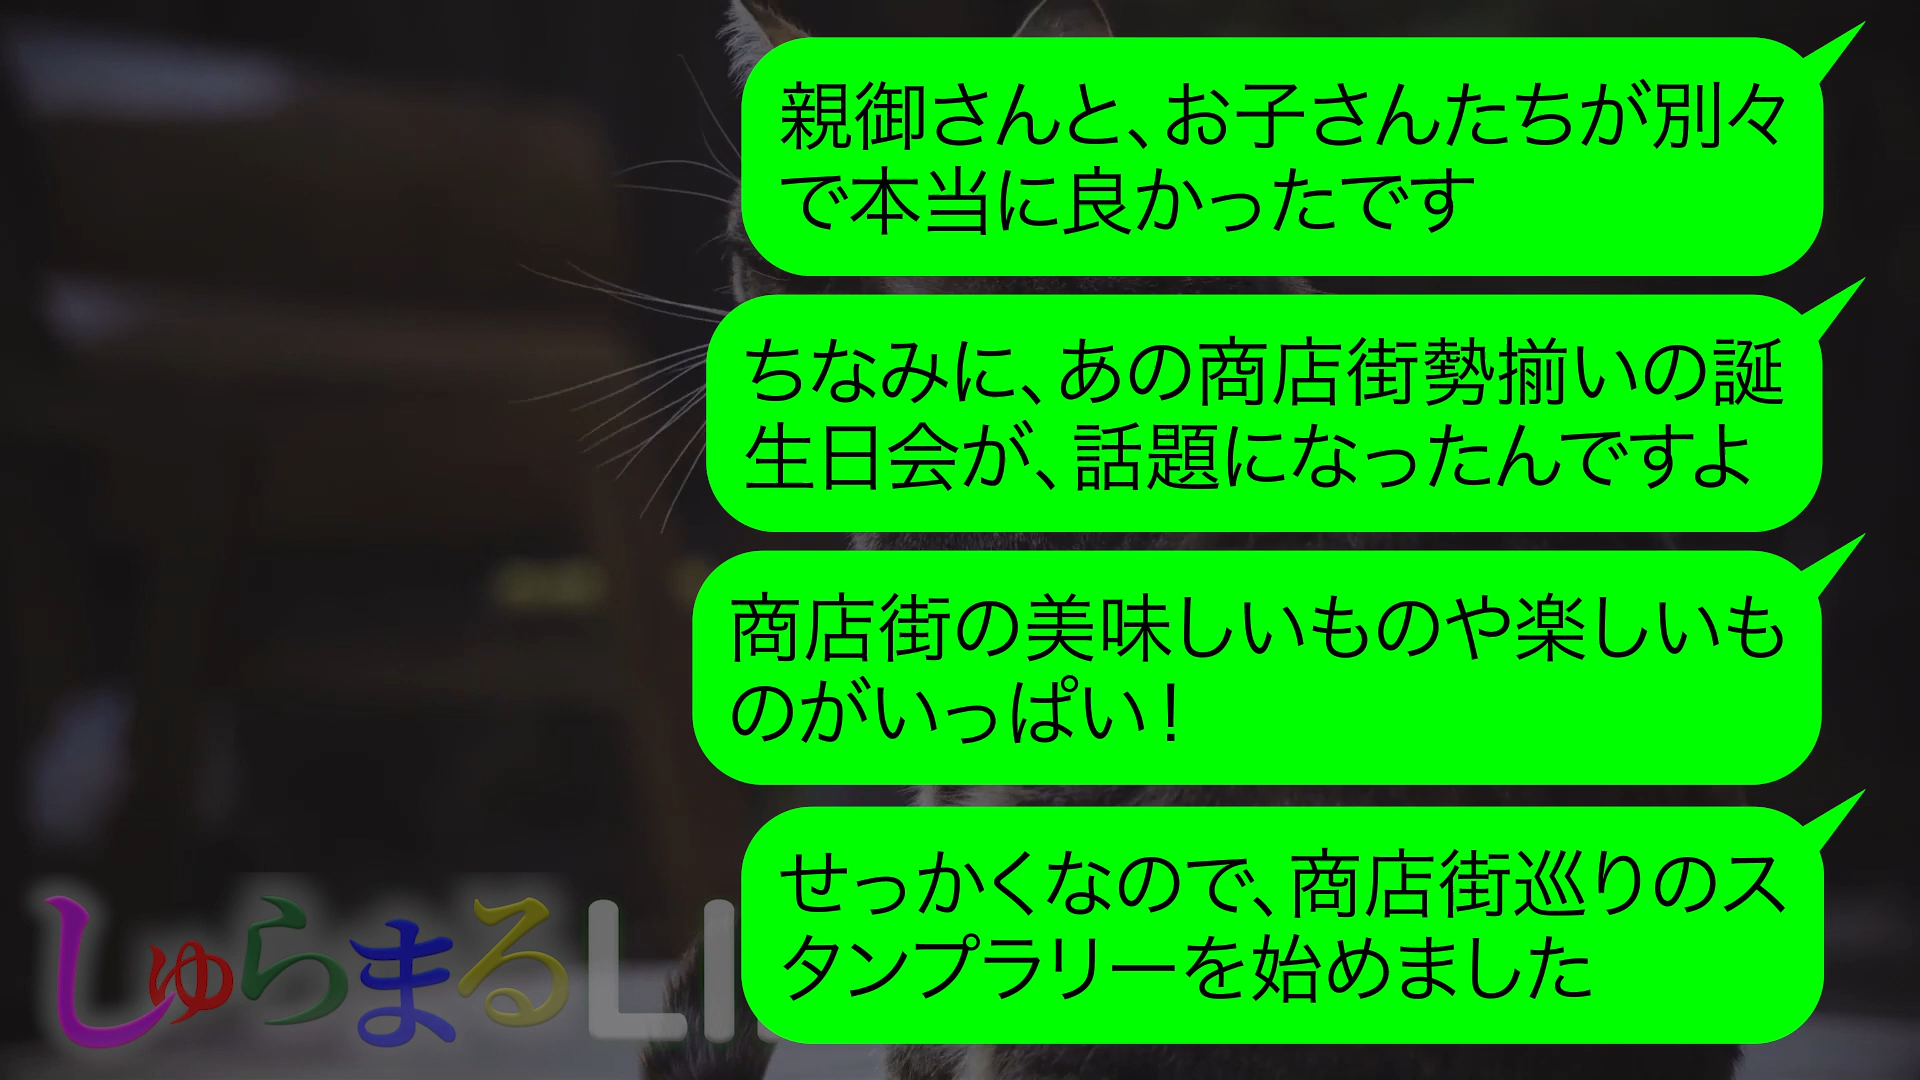 親御さんと、お子さんたちが別々
で本当に良かったです
ちなみに、あの商店街勢揃いの誕
生日会が、話題になったんですよ
商店街の美味しいものや楽しいも
のがいっぱい!
せっかくなので、商店街巡りのス
タンプラリーを始めました
しゅらまるLI